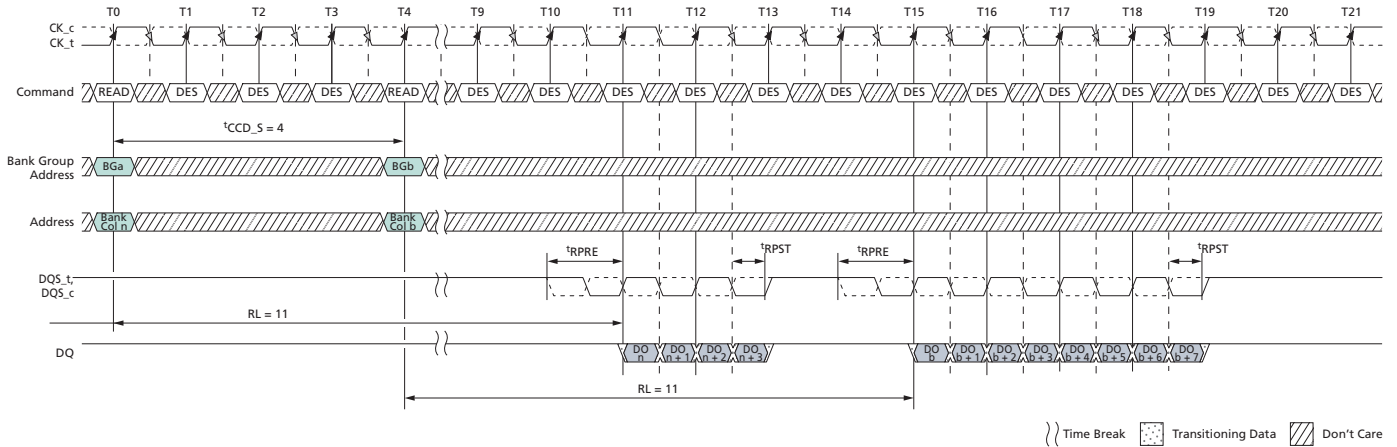 T0 T1 T2 T3 T4 T9 T10 T11 T12 T13 T14 T15 T16 T17 T18 T19 T20 T21
CK_c
CK_t
Command READ DES DES DES READ DES DES DES DES DES DES DES DES DES DES DES DES DES
tCCD_S = 4
Bank Group
Address
BGa BGb
Address
Bank
Col n
Bank
Col b
tRPRE tRPST tRPRE tRPST
DQS_t,
DQS_c
RL = 11
DQ
DO
n
DO
n + 1
DO
n + 2
DO
n + 3
DO
b
DO
b + 1
DO
b + 2
DO
b + 3
DO
b + 4
DO
b + 5
DO
b + 6
DO
b + 7
RL = 11
Time Break Transitioning Data Don't Care